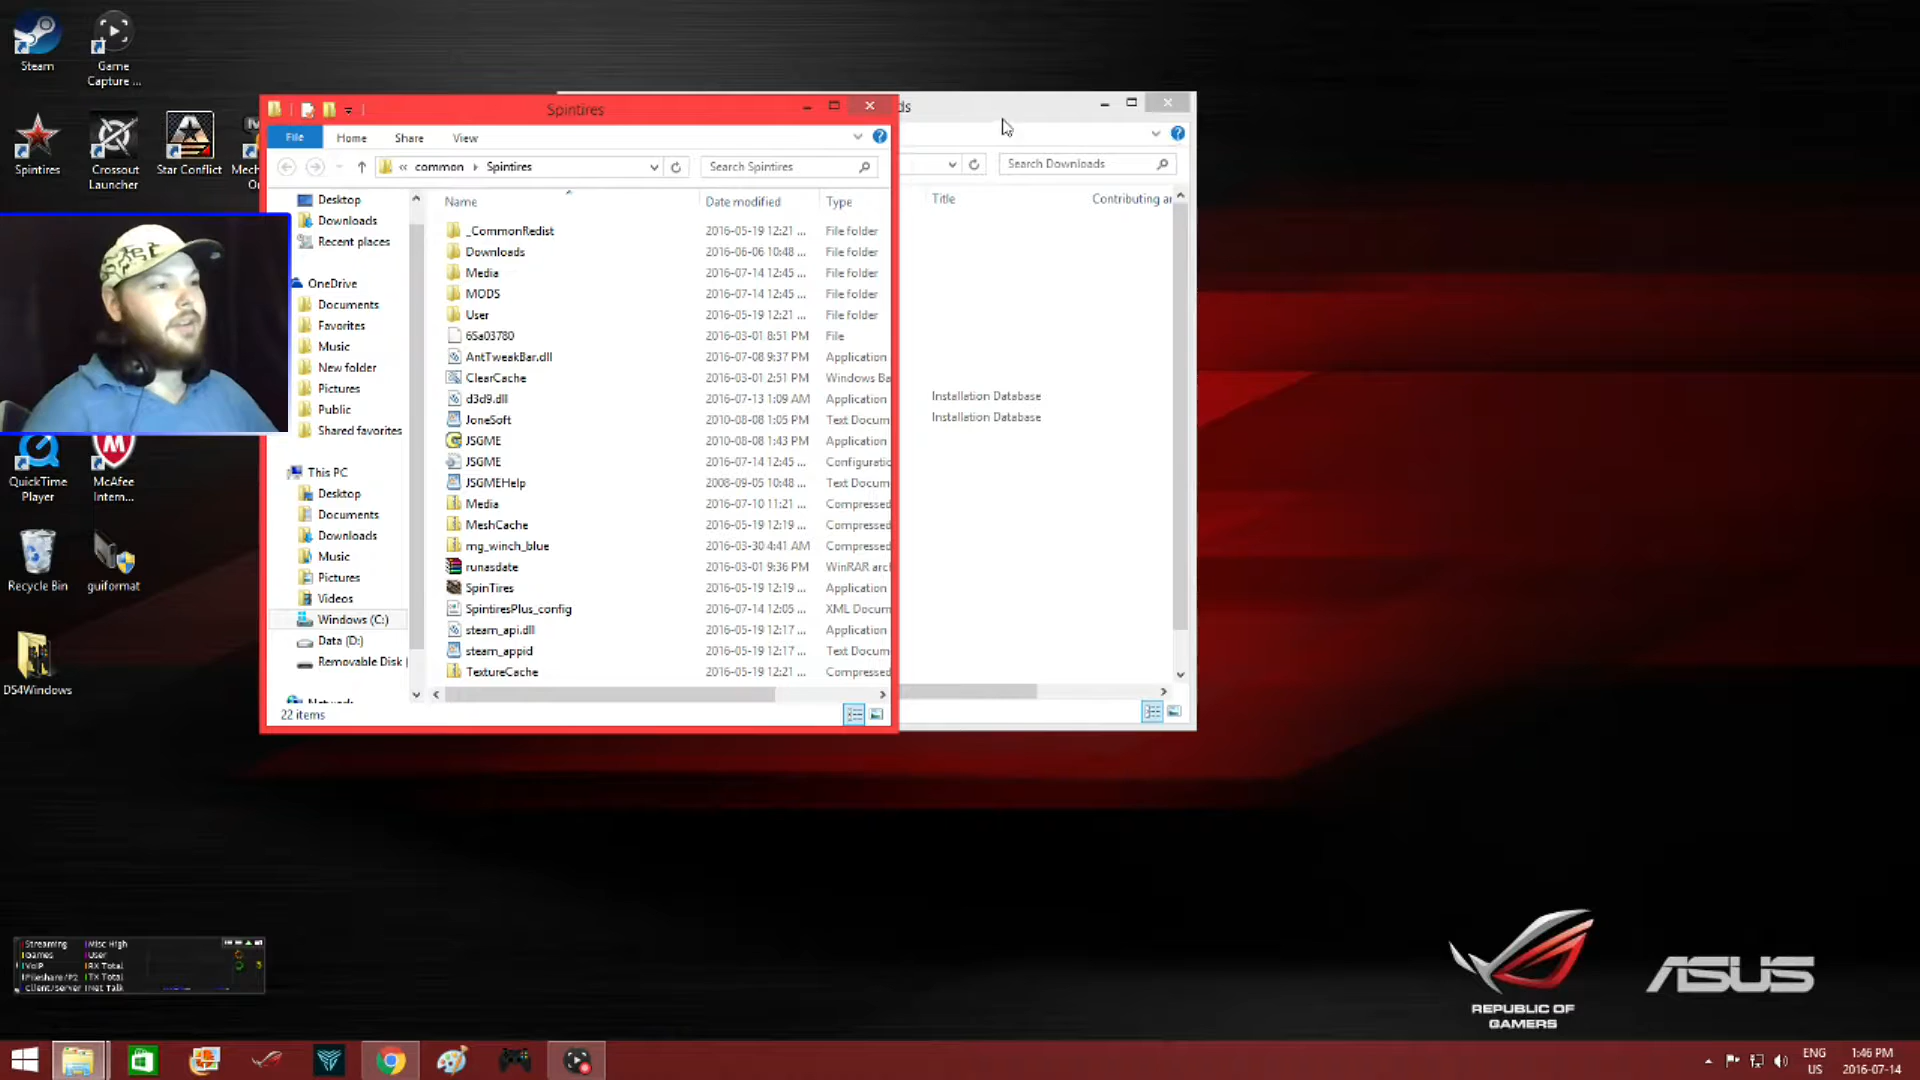 Steam
Game
Capture ...
Spintires
Crossout
Launcher
Star Conflict
Mech
QuickTime
Player
McAfee
Intern...
Recycle Bin
guiformat
DS4Windows
Spintires
File
Home
Share
View
« common › Spintires
Search Spintires
Desktop
Downloads
Recent places
OneDrive
Documents
Favorites
Music
New folder
Pictures
Public
Shared favorites
This PC
Desktop
Documents
Downloads
Music
Pictures
Videos
Windows (C:)
Data (D:)
Removable Disk
Name Date modified Type
_CommonRedist 2016-05-19 12:21 ... File folder
Downloads 2016-06-06 10:48 ... File folder
Media 2016-07-14 12:45 ... File folder
MODS 2016-07-14 12:45 ... File folder
User 2016-05-19 12:21 ... File folder
6Sa03780 2016-03-01 8:51 PM File
AntTweakBar.dll 2016-07-08 9:37 PM Application
ClearCache 2016-03-01 2:51 PM Windows Ba
d3d9.dll 2016-07-13 1:09 AM Application
JoneSoft 2010-08-08 1:05 PM Text Docum
JSGME 2010-08-08 1:43 PM Application
JSGME 2016-07-14 12:45 ... Configuratio
JSGMEHelp 2008-09-05 10:48 ... Text Docum
Media 2016-07-10 11:21 ... Compressed
MeshCache 2016-05-19 12:19 ... Compressed
mg_winch_blue 2016-03-30 4:41 AM Compressed
runasdate 2016-03-01 9:36 PM WinRAR arc
SpinTires 2016-05-19 12:19 ... Application
SpintiresPlus_config 2016-07-14 12:05 ... XML Docum
steam_api.dll 2016-05-19 12:17 ... Application
steam_appid 2016-05-19 12:17 ... Text Docum
TextureCache 2016-05-19 12:21 ... Compressed
22 items
ds
Search Downloads
Title Contributing ar
Installation Database
Installation Database
Streaming Misc High
Games User
VoIP RX Total
Fileshare/P2 TX Total
Client/Server Net Talk
REPUBLIC OF
GAMERS
ASUS
ENG
US
1:46 PM
2016-07-14